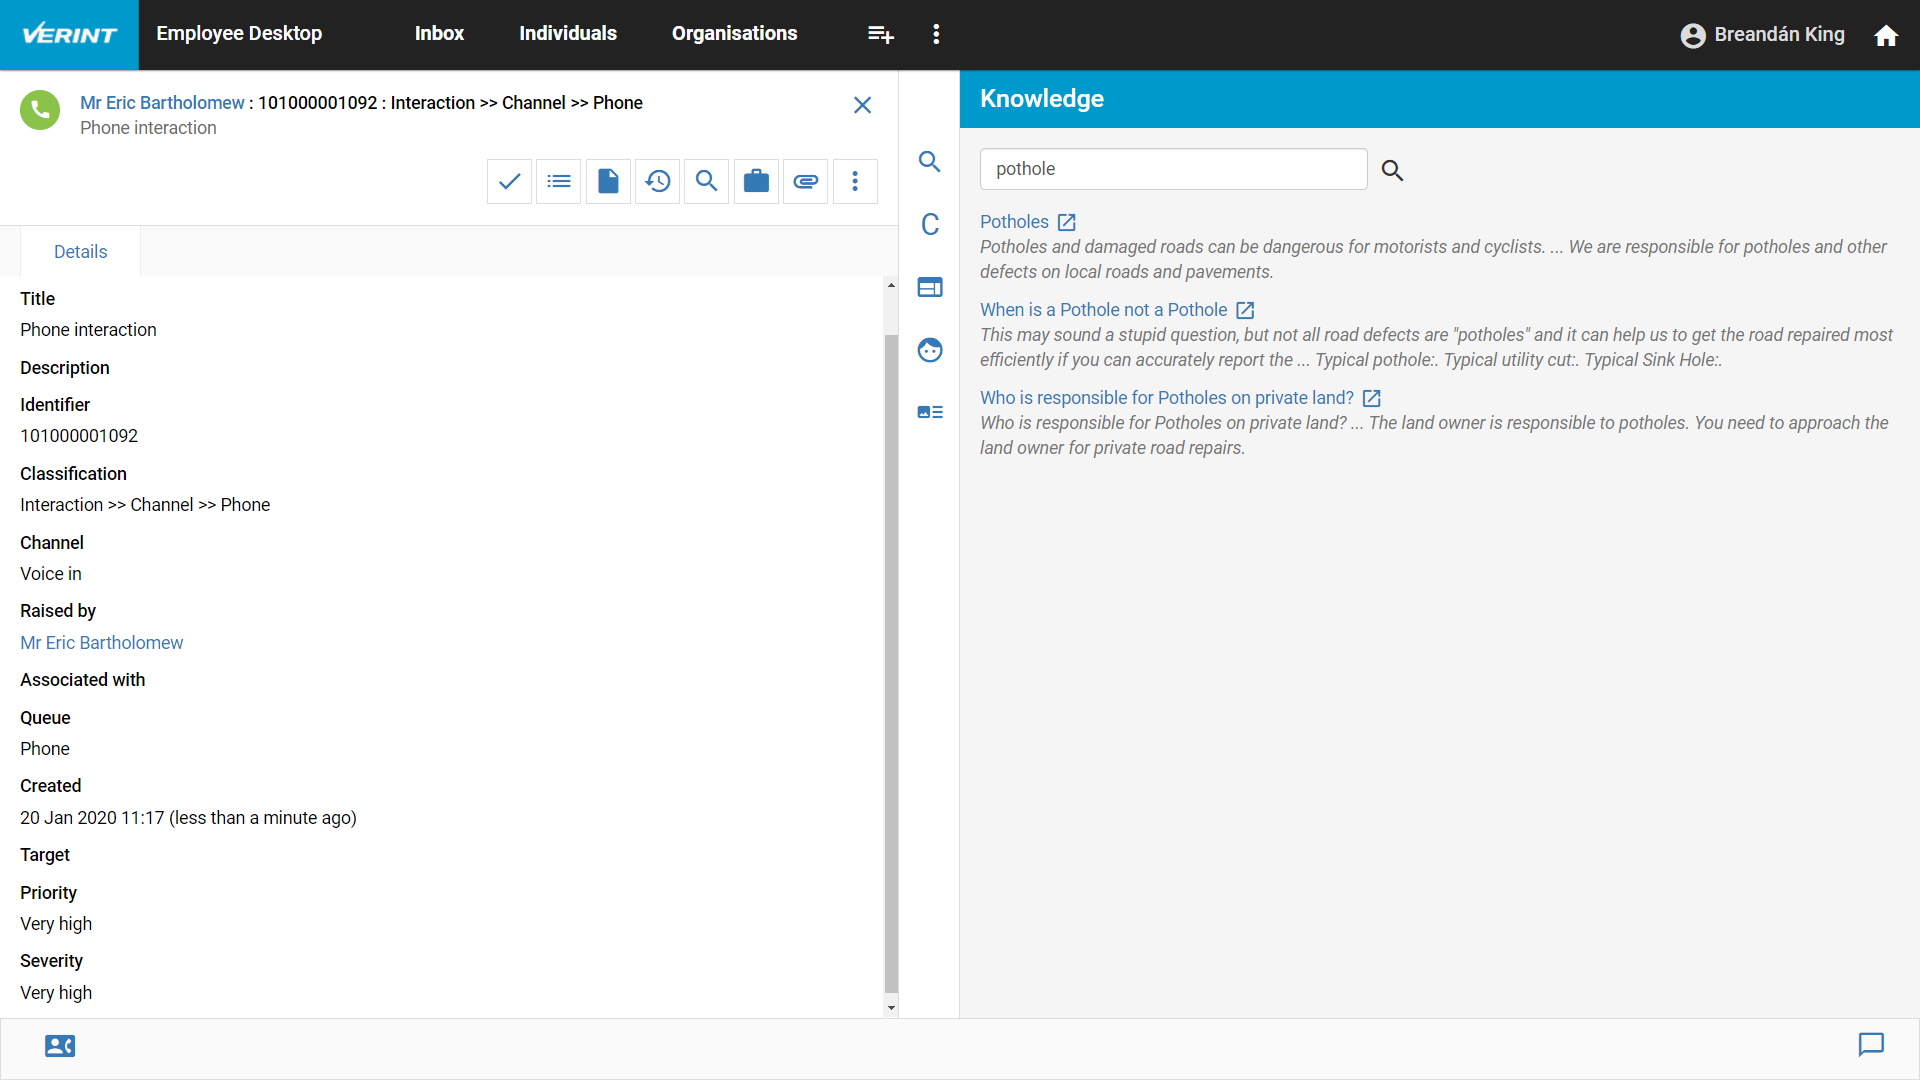 VERINT
Employee Desktop
Inbox
Individuals
Organisations
Breandán King
Mr Eric Bartholomew : 101000001092 : Interaction >> Channel >> Phone
Phone interaction
Details
Title
Phone interaction
Description
Identifier
101000001092
Classification
Interaction >> Channel >> Phone
Channel
Voice in
Raised by
Mr Eric Bartholomew
Associated with
Queue
Phone
Created
20 Jan 2020 11:17 (less than a minute ago)
Target
Priority
Very high
Severity
Very high
C
Knowledge
pothole
Potholes
Potholes and damaged roads can be dangerous for motorists and cyclists. ... We are responsible for potholes and other
defects on local roads and pavements.
When is a Pothole not a Pothole
This may sound a stupid question, but not all road defects are "potholes" and it can help us to get the road repaired most
efficiently if you can accurately report the ... Typical pothole:. Typical utility cut:. Typical Sink Hole:.
Who is responsible for Potholes on private land?
Who is responsible for Potholes on private land? ... The land owner is responsible to potholes. You need to approach the
land owner for private road repairs.